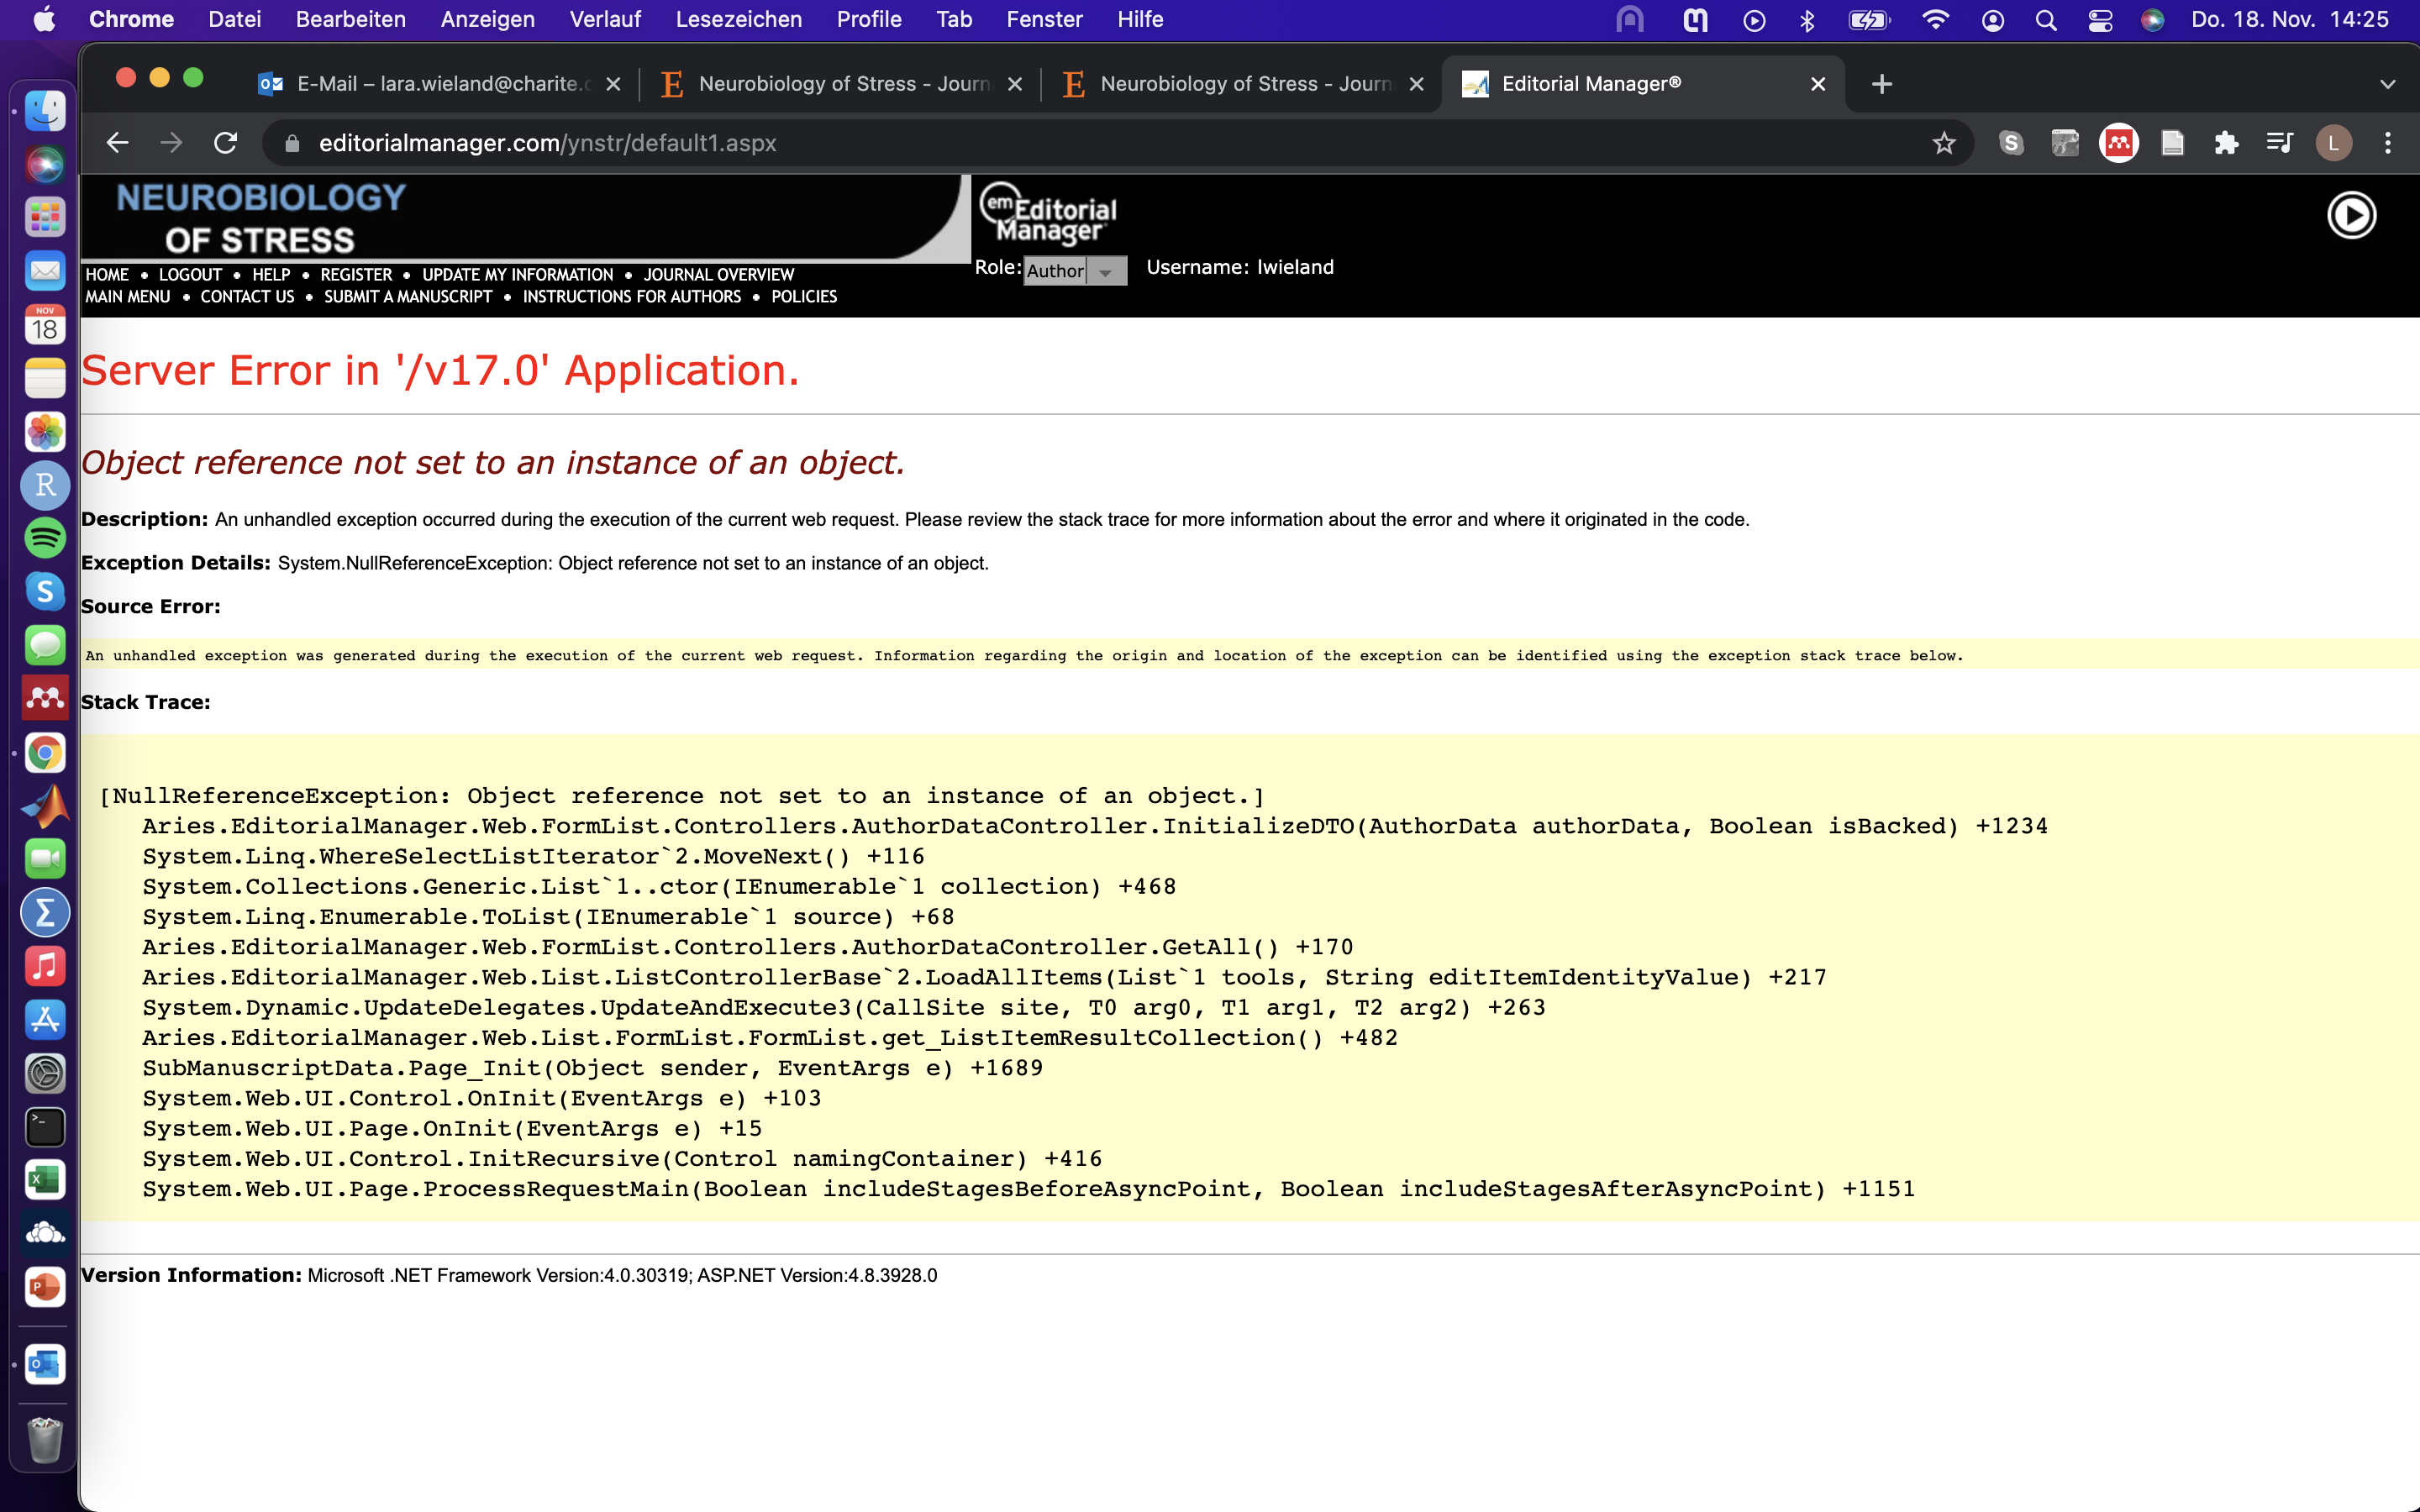 Chrome Datei Bearbeiten Anzeigen Verlauf Lesezeichen Profile Tab Fenster Hilfe Do. 18. Nov. 14:25
E-Mail – lara.wieland@charite. Neurobiology of Stress - Journ Neurobiology of Stress - Journ Editorial Manager®
editorialmanager.com/ynstr/default1.aspx
L
NEUROBIOLOGY
OF STRESS
em Editorial
Manager
HOME • LOGOUT • HELP • REGISTER • UPDATE MY INFORMATION • JOURNAL OVERVIEW
MAIN MENU • CONTACT US • SUBMIT A MANUSCRIPT • INSTRUCTIONS FOR AUTHORS • POLICIES
Role: Author Username: lwieland
NOV
18
Server Error in '/v17.0' Application.
Object reference not set to an instance of an object.
Description: An unhandled exception occurred during the execution of the current web request. Please review the stack trace for more information about the error and where it originated in the code.
Exception Details: System.NullReferenceException: Object reference not set to an instance of an object.
Source Error:
An unhandled exception was generated during the execution of the current web request. Information regarding the origin and location of the exception can be identified using the exception stack trace below.
Stack Trace:
[NullReferenceException: Object reference not set to an instance of an object.]
Aries.EditorialManager.Web.FormList.Controllers.AuthorDataController.InitializeDTO(AuthorData authorData, Boolean isBacked) +1234
System.Linq.WhereSelectListIterator`2.MoveNext() +116
System.Collections.Generic.List`1..ctor(IEnumerable`1 collection) +468
System.Linq.Enumerable.ToList(IEnumerable`1 source) +68
Aries.EditorialManager.Web.FormList.Controllers.AuthorDataController.GetAll() +170
Aries.EditorialManager.Web.List.ListControllerBase`2.LoadAllItems(List`1 tools, String editItemIdentityValue) +217
System.Dynamic.UpdateDelegates.UpdateAndExecute3(CallSite site, T0 arg0, T1 arg1, T2 arg2) +263
Aries.EditorialManager.Web.List.FormList.FormList.get_ListItemResultCollection() +482
SubManuscriptData.Page_Init(Object sender, EventArgs e) +1689
System.Web.UI.Control.OnInit(EventArgs e) +103
System.Web.UI.Page.OnInit(EventArgs e) +15
System.Web.UI.Control.InitRecursive(Control namingContainer) +416
System.Web.UI.Page.ProcessRequestMain(Boolean includeStagesBeforeAsyncPoint, Boolean includeStagesAfterAsyncPoint) +1151
Version Information: Microsoft .NET Framework Version:4.0.30319; ASP.NET Version:4.8.3928.0